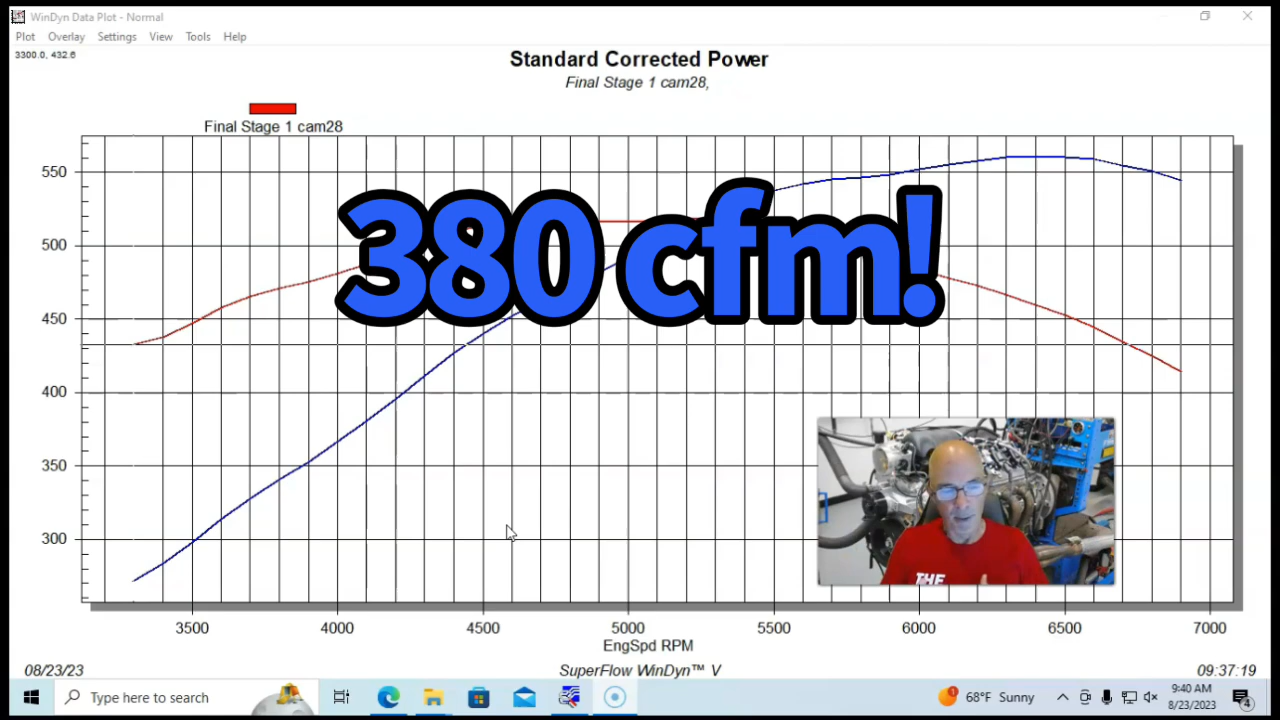 WinDyn Data Plot - Normal
Plot Overlay Settings View Tools Help
3300.0, 432.6
Standard Corrected Power
Final Stage 1 cam28,
Final Stage 1 cam28
380 cfm!
550
500
450
400
350
300
THE
3500 4000 4500 5000 5500 6000 6500 7000
EngSpd RPM
08/23/23 SuperFlow WinDyn™ V 09:37:19
Type here to search
1 68°F Sunny
9:40 AM
8/23/2023
4